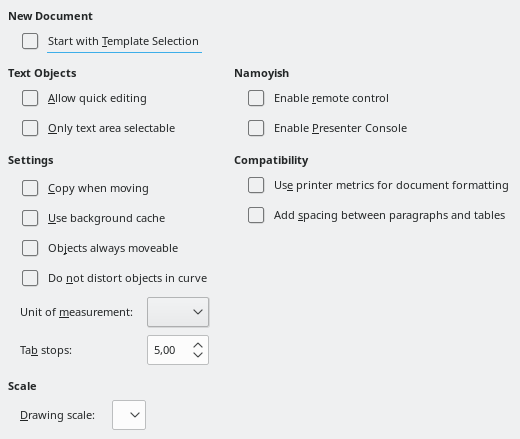 New Document
Start with Template Selection
Text Objects
Allow quick editing
Only text area selectable
Namoyish
Enable remote control
Enable Presenter Console
Settings
Copy when moving
Use background cache
Objects always moveable
Do not distort objects in curve
Unit of measurement:
Tab stops:
5,00
Compatibility
Use printer metrics for document formatting
Add spacing between paragraphs and tables
Scale
Drawing scale: